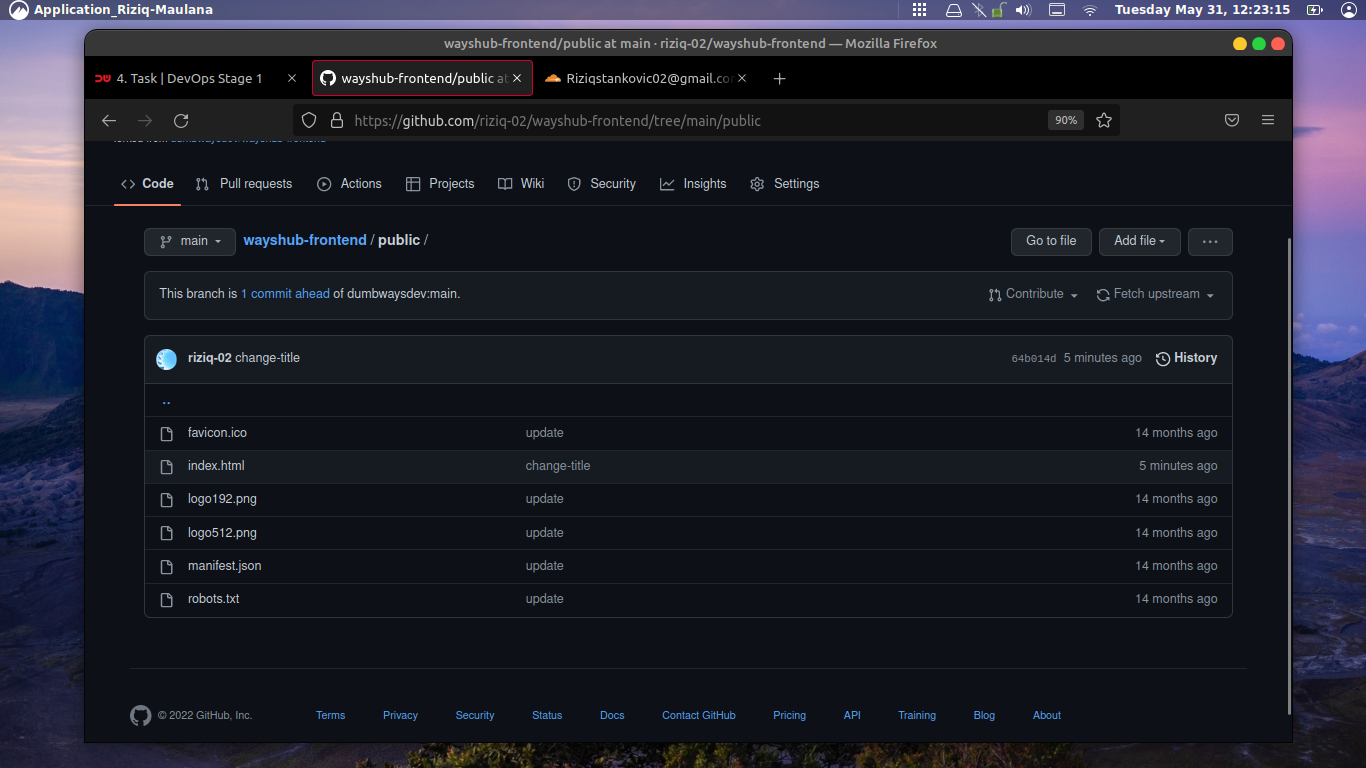 Application_Riziq-Maulana
Tuesday May 31, 12:23:15
wayshub-frontend/public at main · riziq-02/wayshub-frontend — Mozilla Firefox
4. Task | DevOps Stage 1
wayshub-frontend/public at
Riziqstankovic02@gmail.co
https://github.com/riziq-02/wayshub-frontend/tree/main/public
90%
Code
Pull requests
Actions
Projects
Wiki
Security
Insights
Settings
main
wayshub-frontend / public /
Go to file
Add file
This branch is 1 commit ahead of dumbwaysdev:main.
Contribute
Fetch upstream
riziq-02 change-title
64b014d 5 minutes ago
History
..
favicon.ico update 14 months ago
index.html change-title 5 minutes ago
logo192.png update 14 months ago
logo512.png update 14 months ago
manifest.json update 14 months ago
robots.txt update 14 months ago
© 2022 GitHub, Inc.
Terms
Privacy
Security
Status
Docs
Contact GitHub
Pricing
API
Training
Blog
About